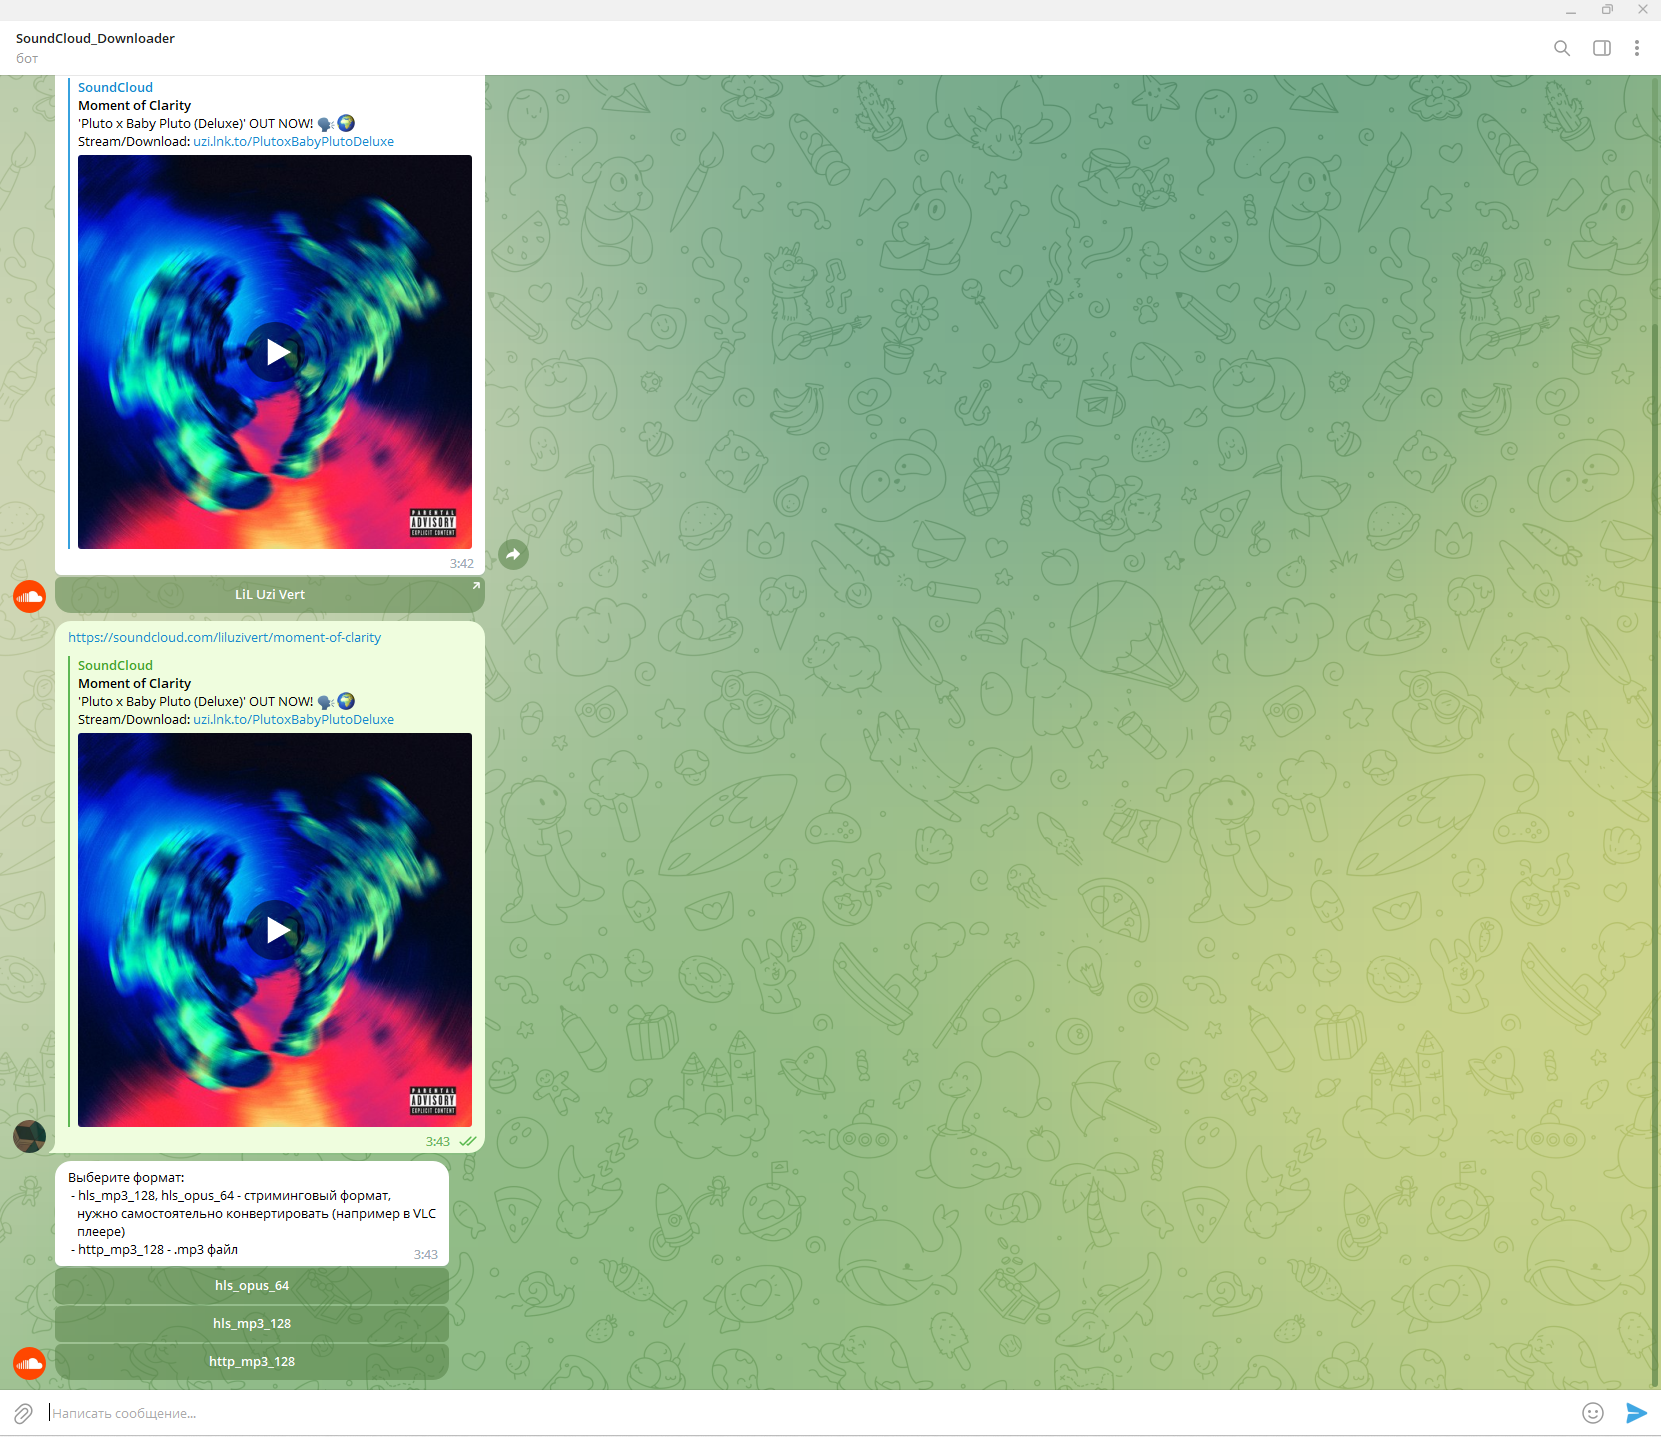 SoundCloud_Downloader
бот
SoundCloud
Moment of Clarity
'Pluto x Baby Pluto (Deluxe)' OUT NOW! 🗣️🌍
Stream/Download: uzi.lnk.to/PlutoxBabyPlutoDeluxe
PARENTAL
ADVISORY
EXPLICIT CONTENT
3:42
LiL Uzi Vert
https://soundcloud.com/liluzivert/moment-of-clarity
SoundCloud
Moment of Clarity
'Pluto x Baby Pluto (Deluxe)' OUT NOW! 🗣️🌍
Stream/Download: uzi.lnk.to/PlutoxBabyPlutoDeluxe
PARENTAL
ADVISORY
EXPLICIT CONTENT
3:43
Выберите формат:
- hls_mp3_128, hls_opus_64 - стриминговый формат,
нужно самостоятельно конвертировать (например в VLC
плеере)
- http_mp3_128 - .mp3 файл
3:43
hls_opus_64
hls_mp3_128
http_mp3_128
Написать сообщение...